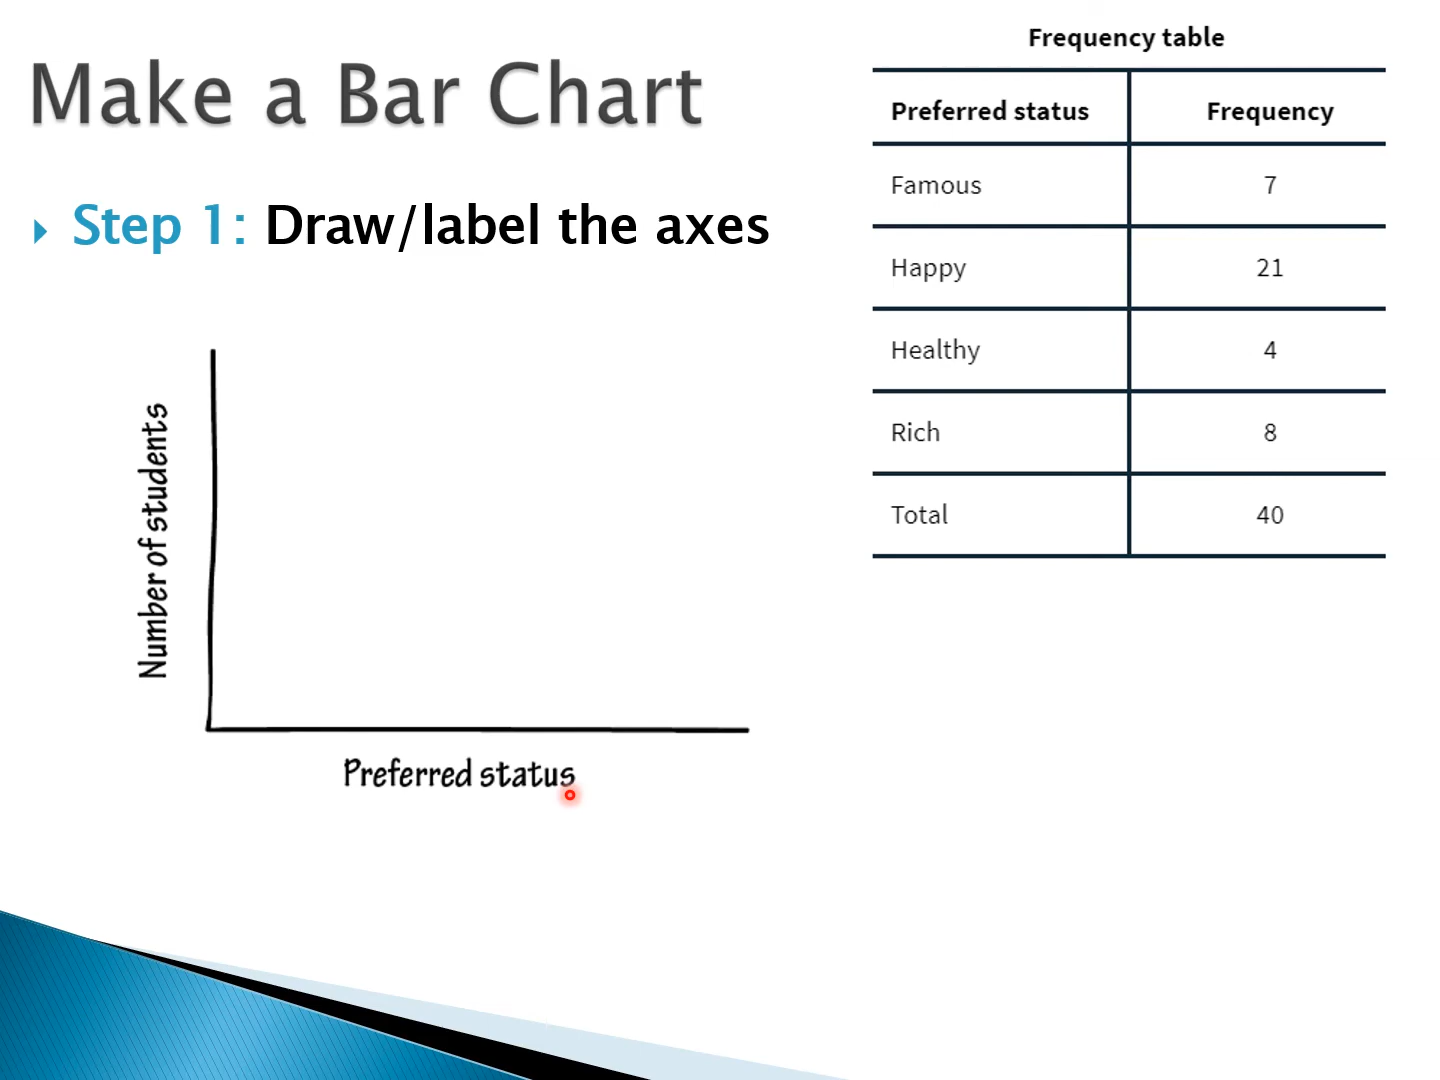 Make a Bar Chart
Step 1: Draw/label the axes
Number of students
Preferred status
Frequency table
Preferred status Frequency
Famous 7
Happy 21
Healthy 4
Rich 8
Total 40